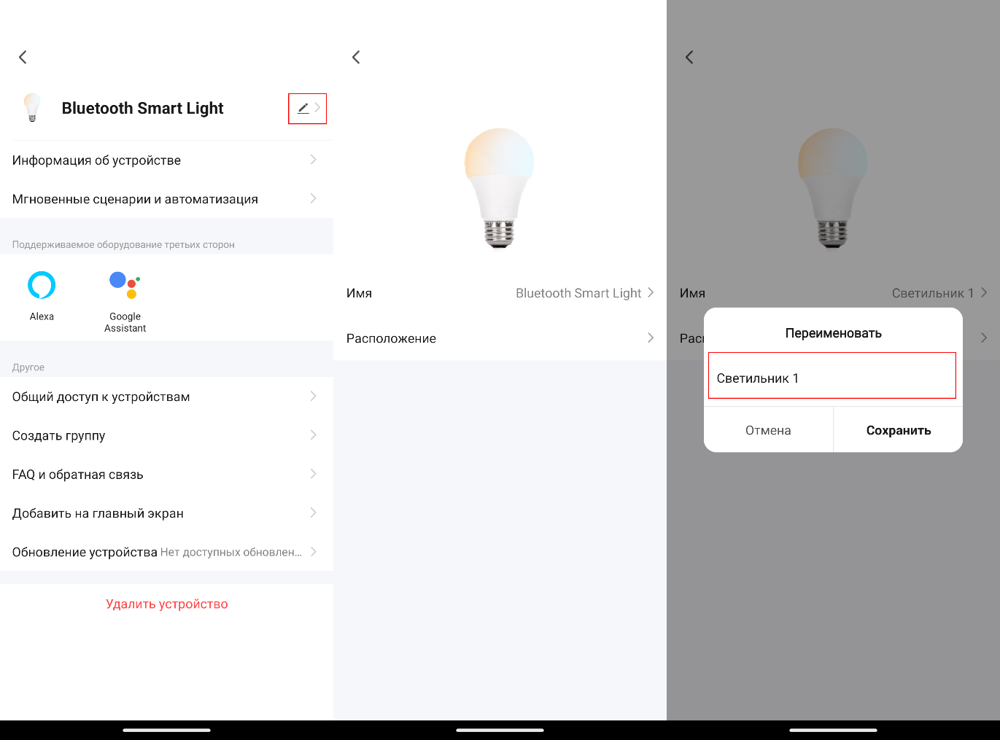 Bluetooth Smart Light
Информация об устройстве
Мгновенные сценарии и автоматизация
Поддерживаемое оборудование третьих сторон
Alexa
Google
Assistant
Другое
Общий доступ к устройствам
Создать группу
FAQ и обратная связь
Добавить на главный экран
Обновление устройства Нет доступных обновлен...
Удалить устройство
Имя Bluetooth Smart Light
Расположение
Имя Светильник 1
Расп
Переименовать
Светильник 1
Отмена Сохранить